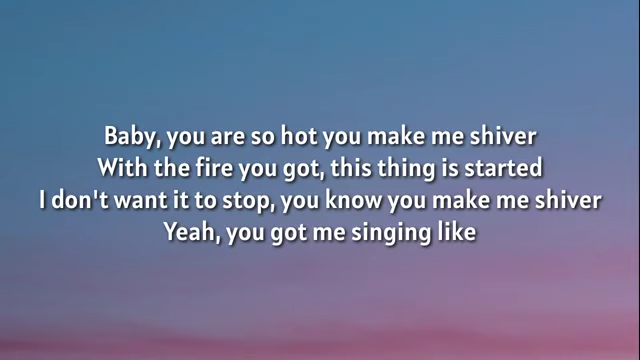 Baby, you are so hot you make me shiver
With the fire you got, this thing is started
I don't want it to stop, you know you make me shiver
Yeah, you got me singing like